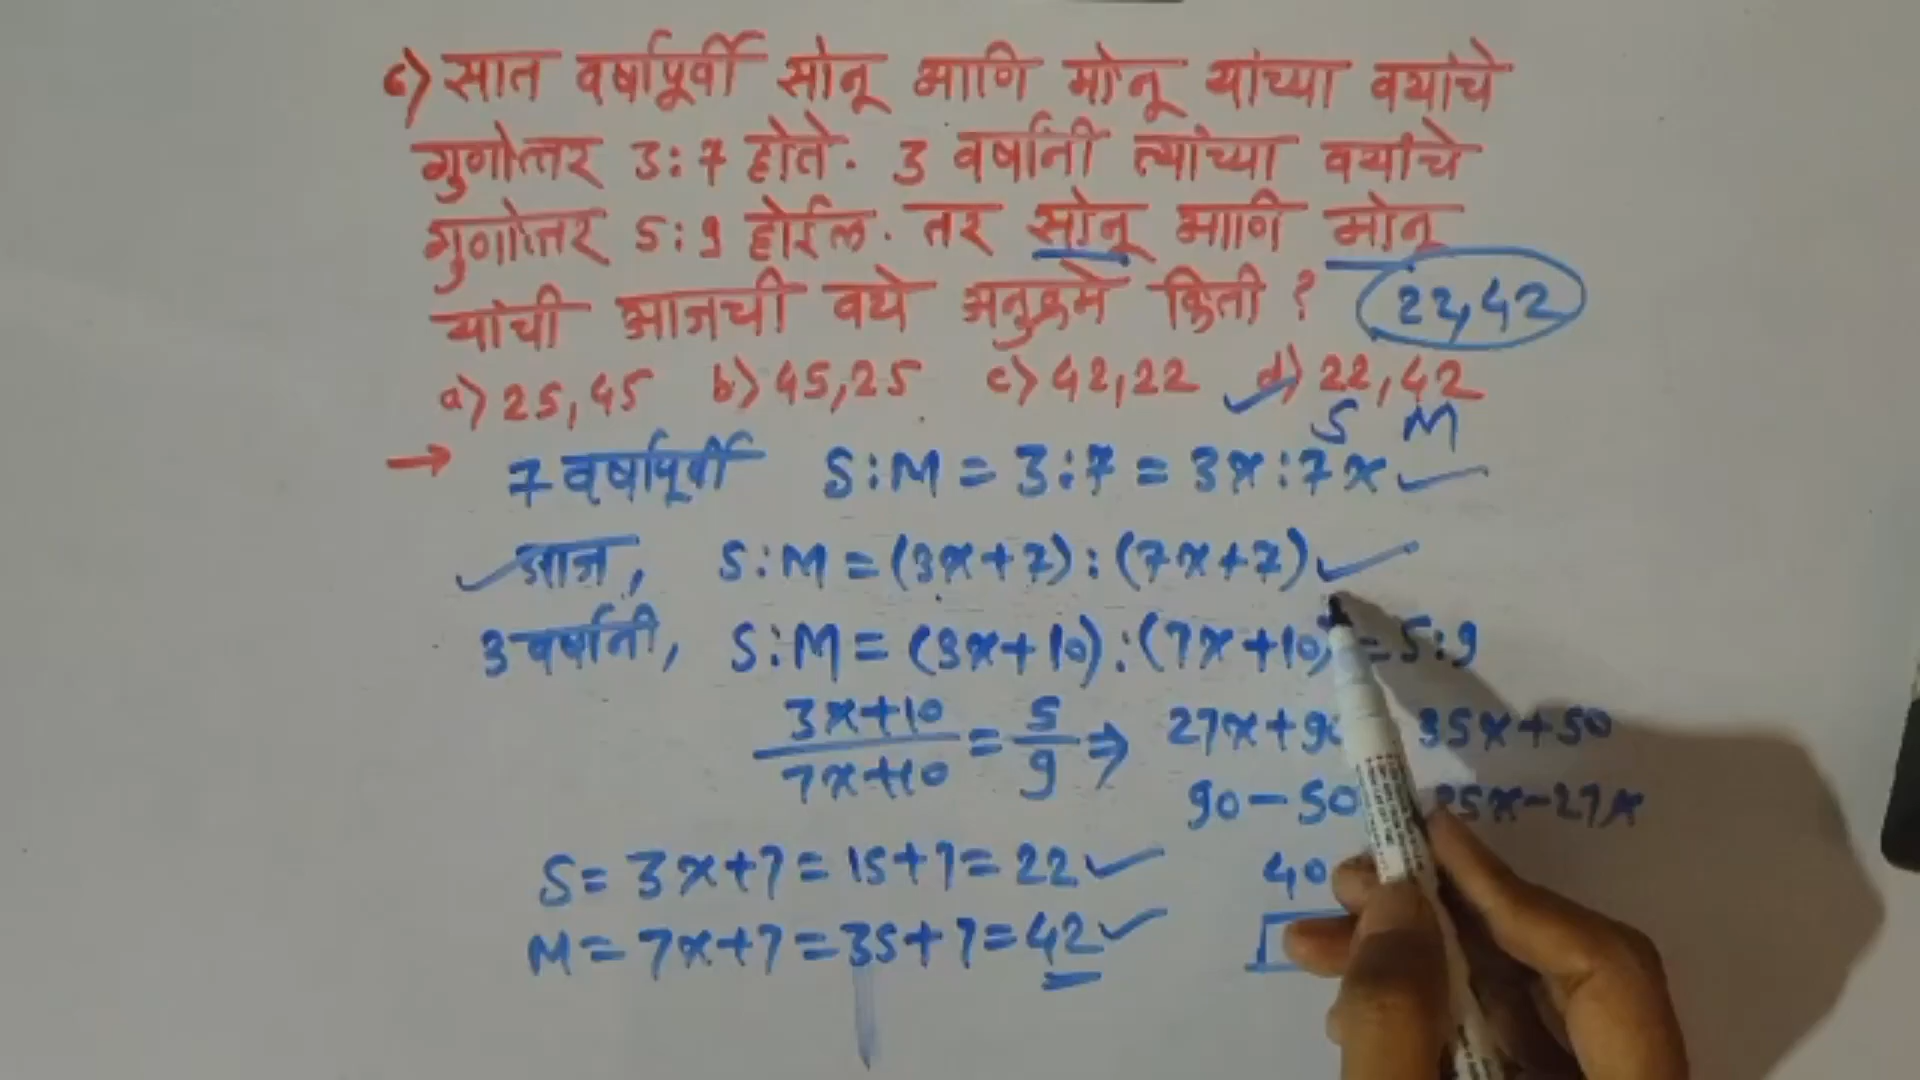 ८) सात वर्षापूर्वी सोनू आणि मोनू यांच्या वयांचे
गुणोत्तर 3:7 होते. 3 वर्षांनी त्यांच्या वयांचे
गुणोत्तर 5:9 होईल. तर सोनू आणि मोनू
यांची आजची वये अनुक्रमे किती? 22,42
a) 25,45 b) 45,25 c) 42,22 d) 22,42
S M
→ 7 वर्षापूर्वी S:M = 3:7 = 3x:7x
आज, S:M = (3x+7):(7x+7)
3 वर्षांनी, S:M = (3x+10):(7x+10) = 5:9
3x+10/7x+10 = 5/9 ⇒ 27x+90 35x+50
90-50 35x-27x
S = 3x+7 = 15+7 = 22 40
M = 7x+7 = 35+7 = 42